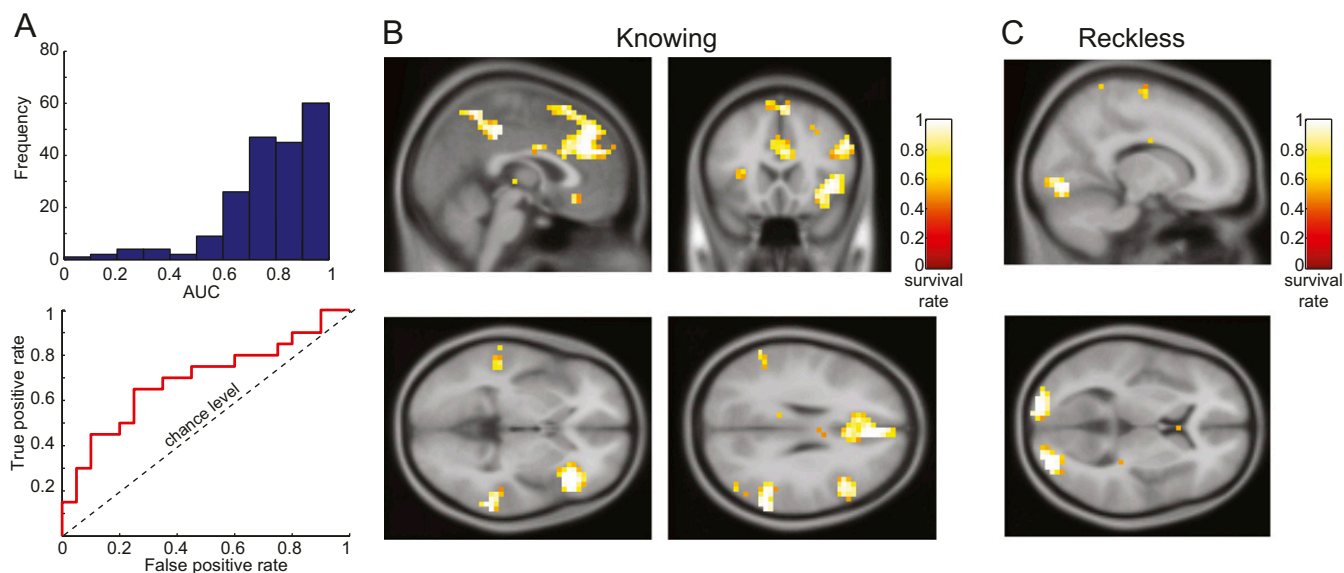 A
80
60
40
20
0
Frequency
0
0.2
0.4
0.6
0.8
1
AUC
1
0.8
0.6
0.4
0.2
True positive rate
chance level
0
0.2
0.4
0.6
0.8
1
False positive rate
B
Knowing
1
0.8
0.6
0.4
0.2
0
survival
rate
C
Reckless
1
0.8
0.6
0.4
0.2
0
survival
rate